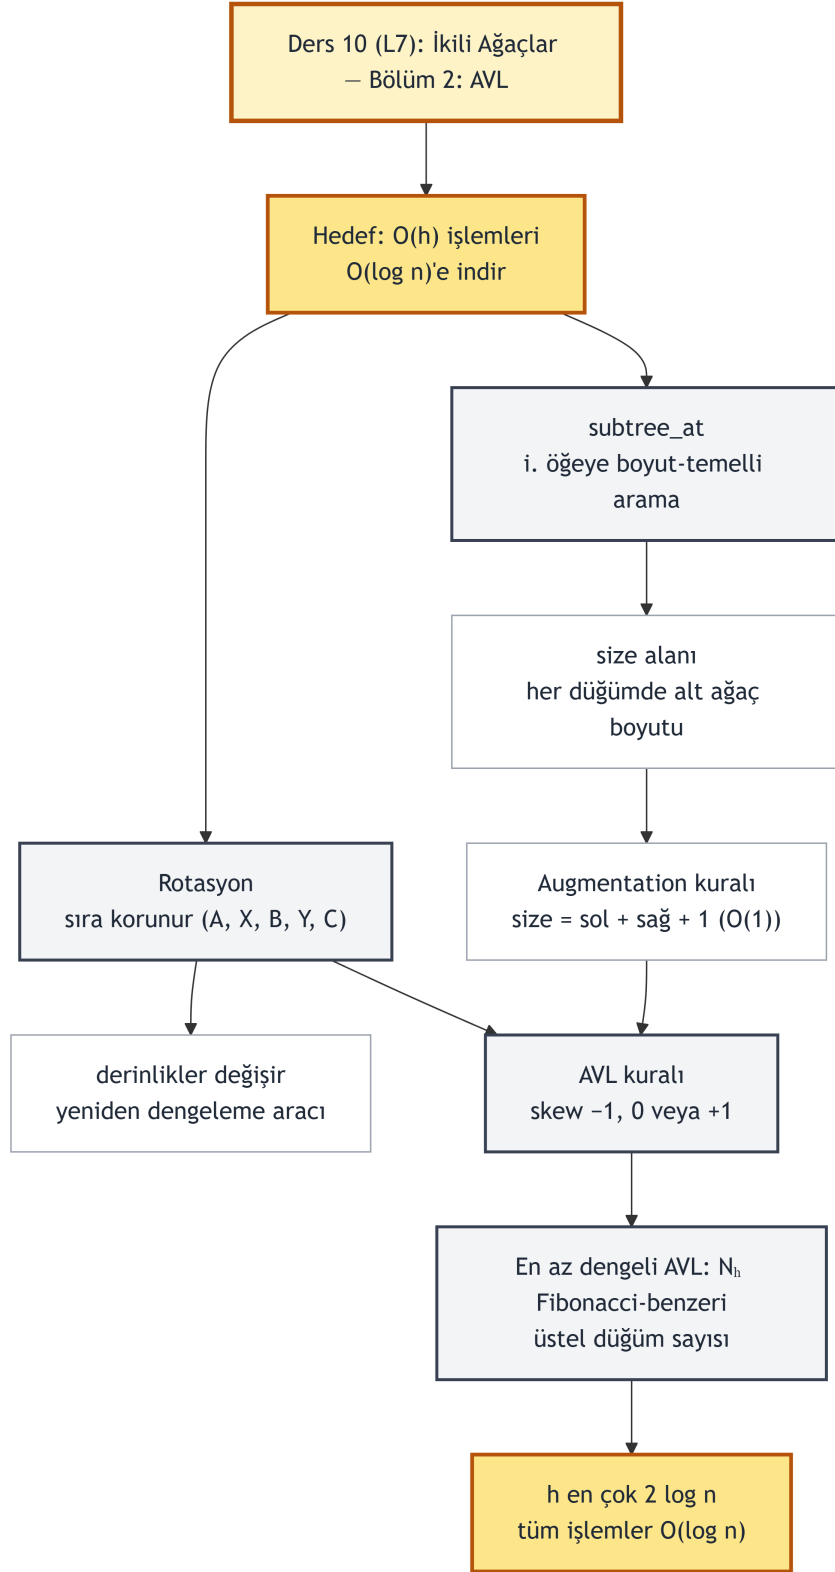 Ders 10 (L7): İkili Ağaçlar
— Bölüm 2: AVL
Hedef: O(h) işlemleri
O(log n)'e indir
subtree_at
i. öğeye boyut-temelli
arama
size alanı
her düğümde alt ağaç
boyutu
Rotasyon
sıra korunur (A, X, B, Y, C)
Augmentation kuralı
size = sol + sağ + 1 (O(1))
derinlikler değişir
yeniden dengeleme aracı
AVL kuralı
skew −1, 0 veya +1
En az dengeli AVL: Nₕ
Fibonacci-benzeri
üstel düğüm sayısı
h en çok 2 log n
tüm işlemler O(log n)